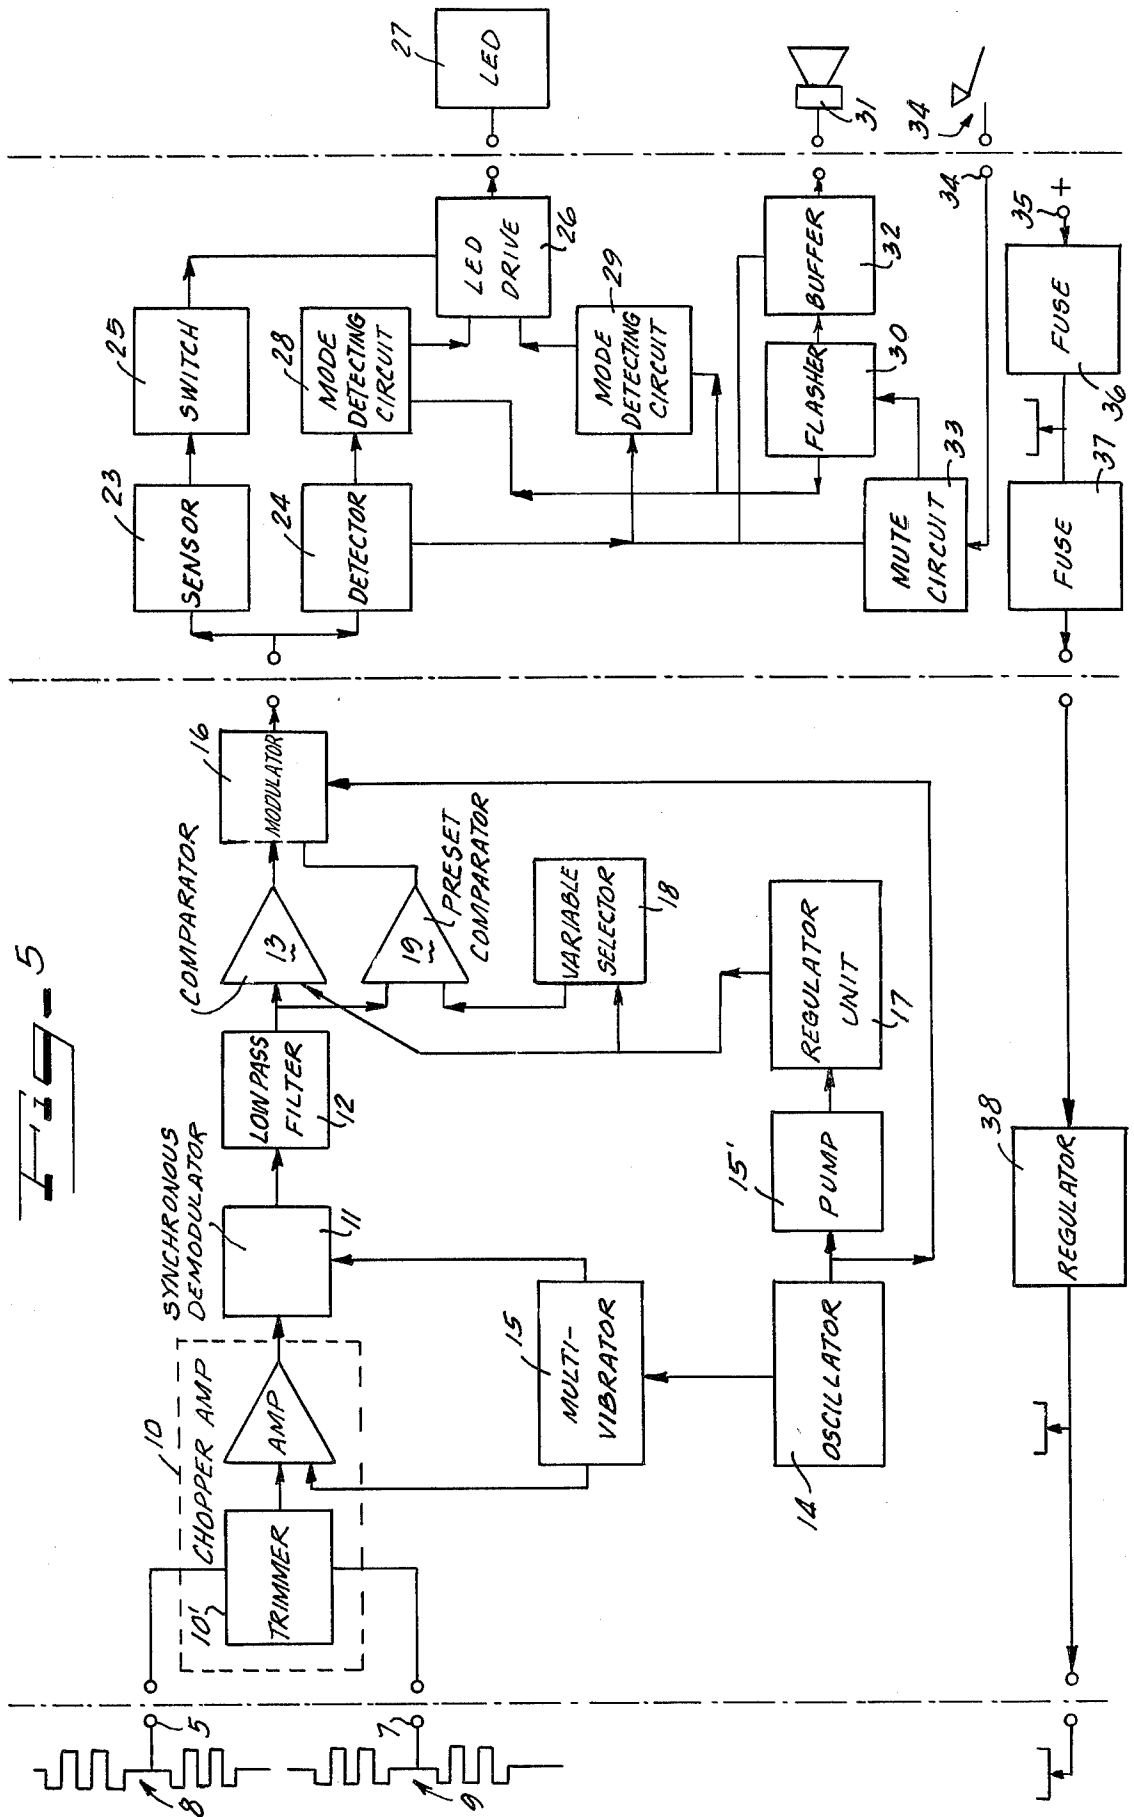 Fig-5
8
5
9
7
10
CHOPPER AMP
10'
TRIMMER
AMP
SYNCHRONOUS
DEMODULATOR
11
LOW PASS
FILTER
12
COMPARATOR
13
19
PRESET
COMPARATOR
MODULATOR
16
MULTI-
VIBRATOR
15
VARIABLE
SELECTOR
18
OSCILLATOR
14
PUMP
15'
REGULATOR
UNIT
17
REGULATOR
38
SENSOR
23
SWITCH
25
DETECTOR
24
MODE
DETECTING
CIRCUIT
28
LED
DRIVE
26
LED
27
MODE
DETECTING
CIRCUIT
29
FLASHER
30
BUFFER
32
31
MUTE
CIRCUIT
33
34
34
FUSE
37
FUSE
36
35
+